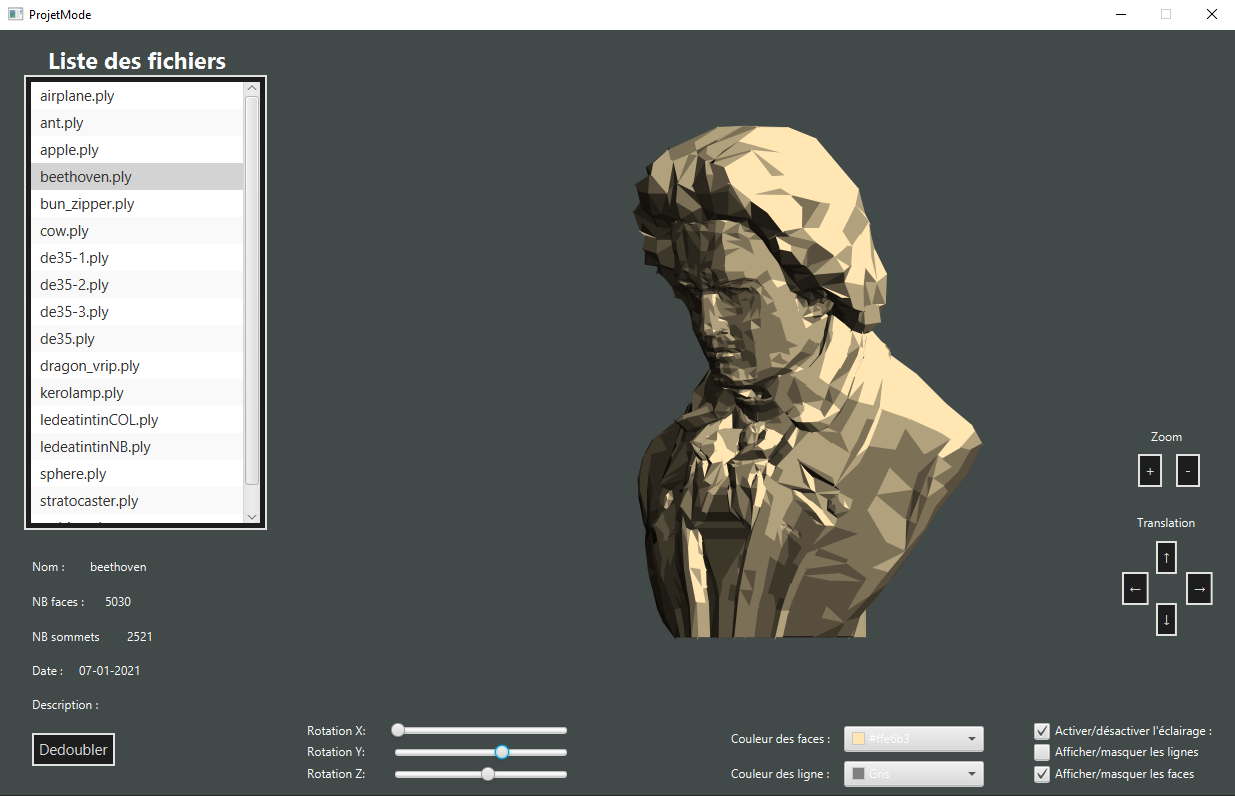 ProjetMode
Liste des fichiers
airplane.ply
ant.ply
apple.ply
beethoven.ply
bun_zipper.ply
cow.ply
de35-1.ply
de35-2.ply
de35-3.ply
de35.ply
dragon_vrip.ply
kerolamp.ply
ledeatintinCOL.ply
ledeatintinNB.ply
sphere.ply
stratocaster.ply
Nom : beethoven
NB faces : 5030
NB sommets 2521
Date : 07-01-2021
Description :
Dedoubler
Rotation X:
Rotation Y:
Rotation Z:
Couleur des faces : #ffe6b3
Couleur des ligne : Gris
Zoom
+ -
Translation
↑
← →
↓
Activer/désactiver l'éclairage :
Afficher/masquer les lignes
Afficher/masquer les faces